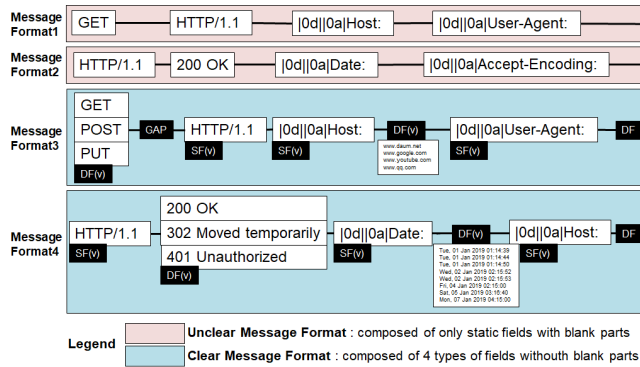 Message Format1 GET HTTP/1.1 |0d||0a|Host: |0d||0a|User-Agent:
Message Format2 HTTP/1.1 200 OK |0d||0a|Date: |0d||0a|Accept-Encoding:
Message Format3
GET
POST
PUT
DF(v)
GAP
HTTP/1.1
SF(v)
|0d||0a|Host:
SF(v)
DF(v)
www.daum.net
www.google.com
www.youtube.com
www.qq.com
|0d||0a|User-Agent:
SF(v)
DF
Message Format4
HTTP/1.1
SF(v)
200 OK
302 Moved temporarily
401 Unauthorized
DF(v)
|0d||0a|Date:
SF(v)
DF(v)
Tue, 01 Jan 2019 01:14:39
Tue, 01 Jan 2019 01:14:44
Tue, 01 Jan 2019 01:14:50
Wed, 02 Jan 2019 02:15:52
Wed, 02 Jan 2019 02:15:53
Fri, 04 Jan 2019 02:15:00
Sat, 05 Jan 2019 03:16:40
Mon, 07 Jan 2019 04:15:00
|0d||0a|Host:
SF(v)
DF
Legend
Unclear Message Format : composed of only static fields with blank parts
Clear Message Format : composed of 4 types of fields withouth blank parts